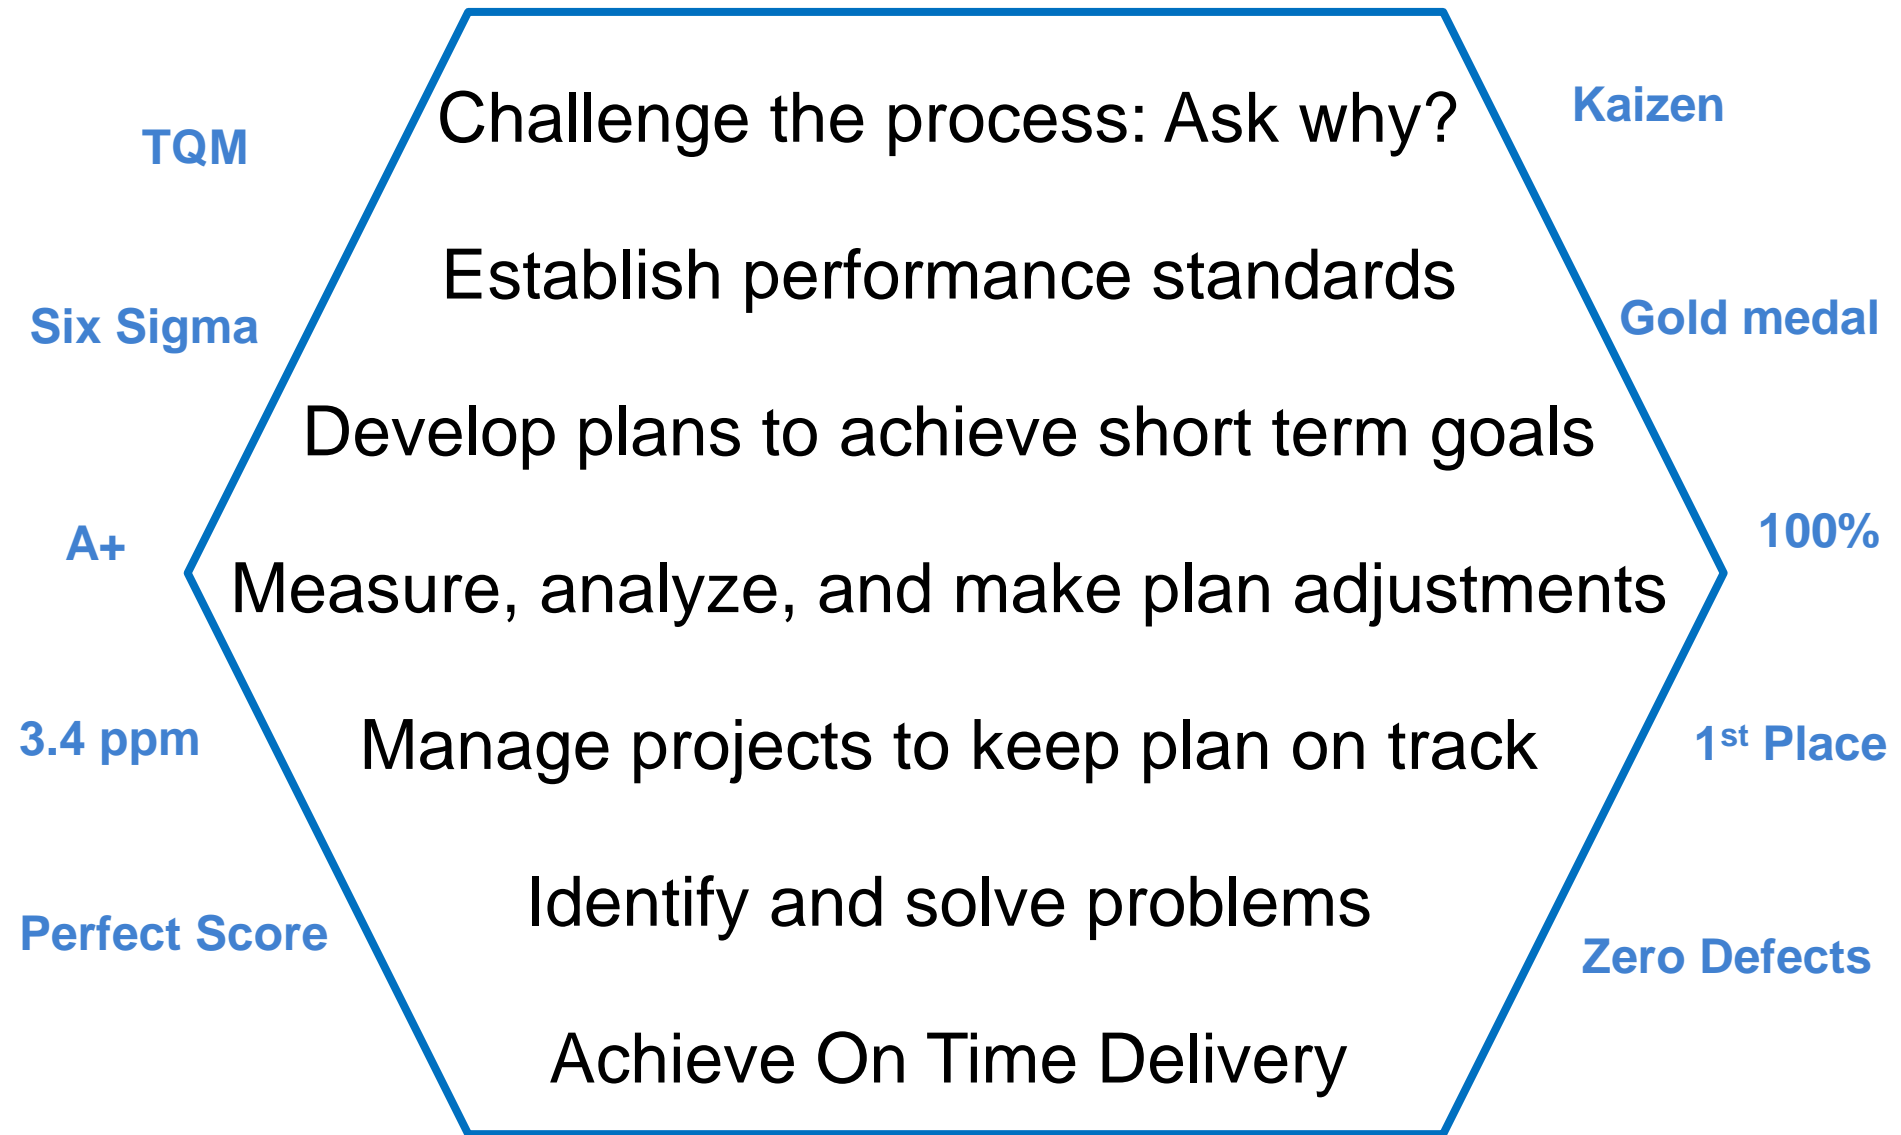 Challenge the process: Ask why?
Establish performance standards
Develop plans to achieve short term goals
Measure, analyze, and make plan adjustments
Manage projects to keep plan on track
Identify and solve problems
Achieve On Time Delivery
TQM
Six Sigma
A+
3.4 ppm
Perfect Score
Kaizen
Gold medal
100%
1st Place
Zero Defects